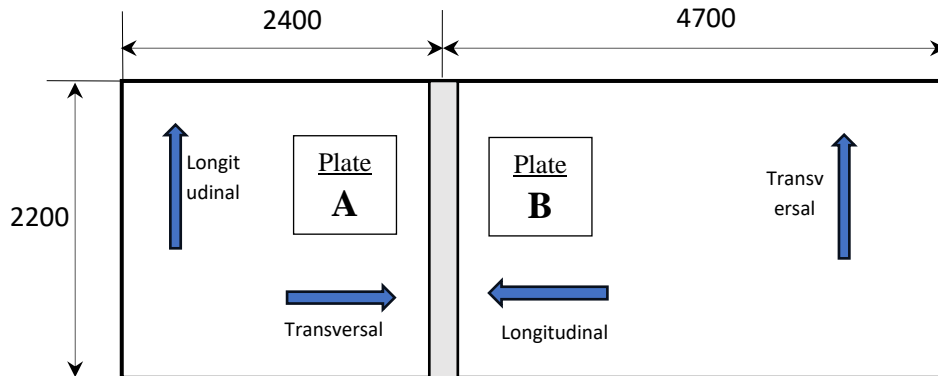 2400
4700
Longit
udinal
Plate
A
Plate
B
Transv
ersal
2200
Transversal
Longitudinal